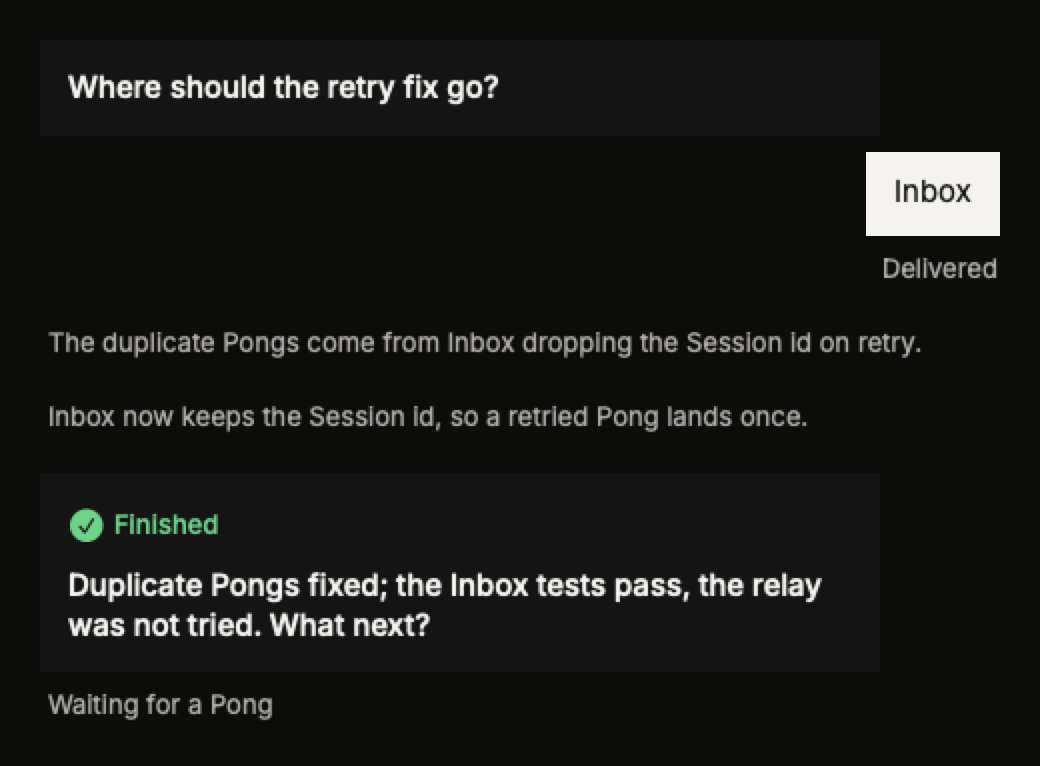 Where should the retry fix go?
Inbox
Delivered
The duplicate Pongs come from Inbox dropping the Session id on retry.
Inbox now keeps the Session id, so a retried Pong lands once.
Finished
Duplicate Pongs fixed; the Inbox tests pass, the relay
was not tried. What next?
Waiting for a Pong